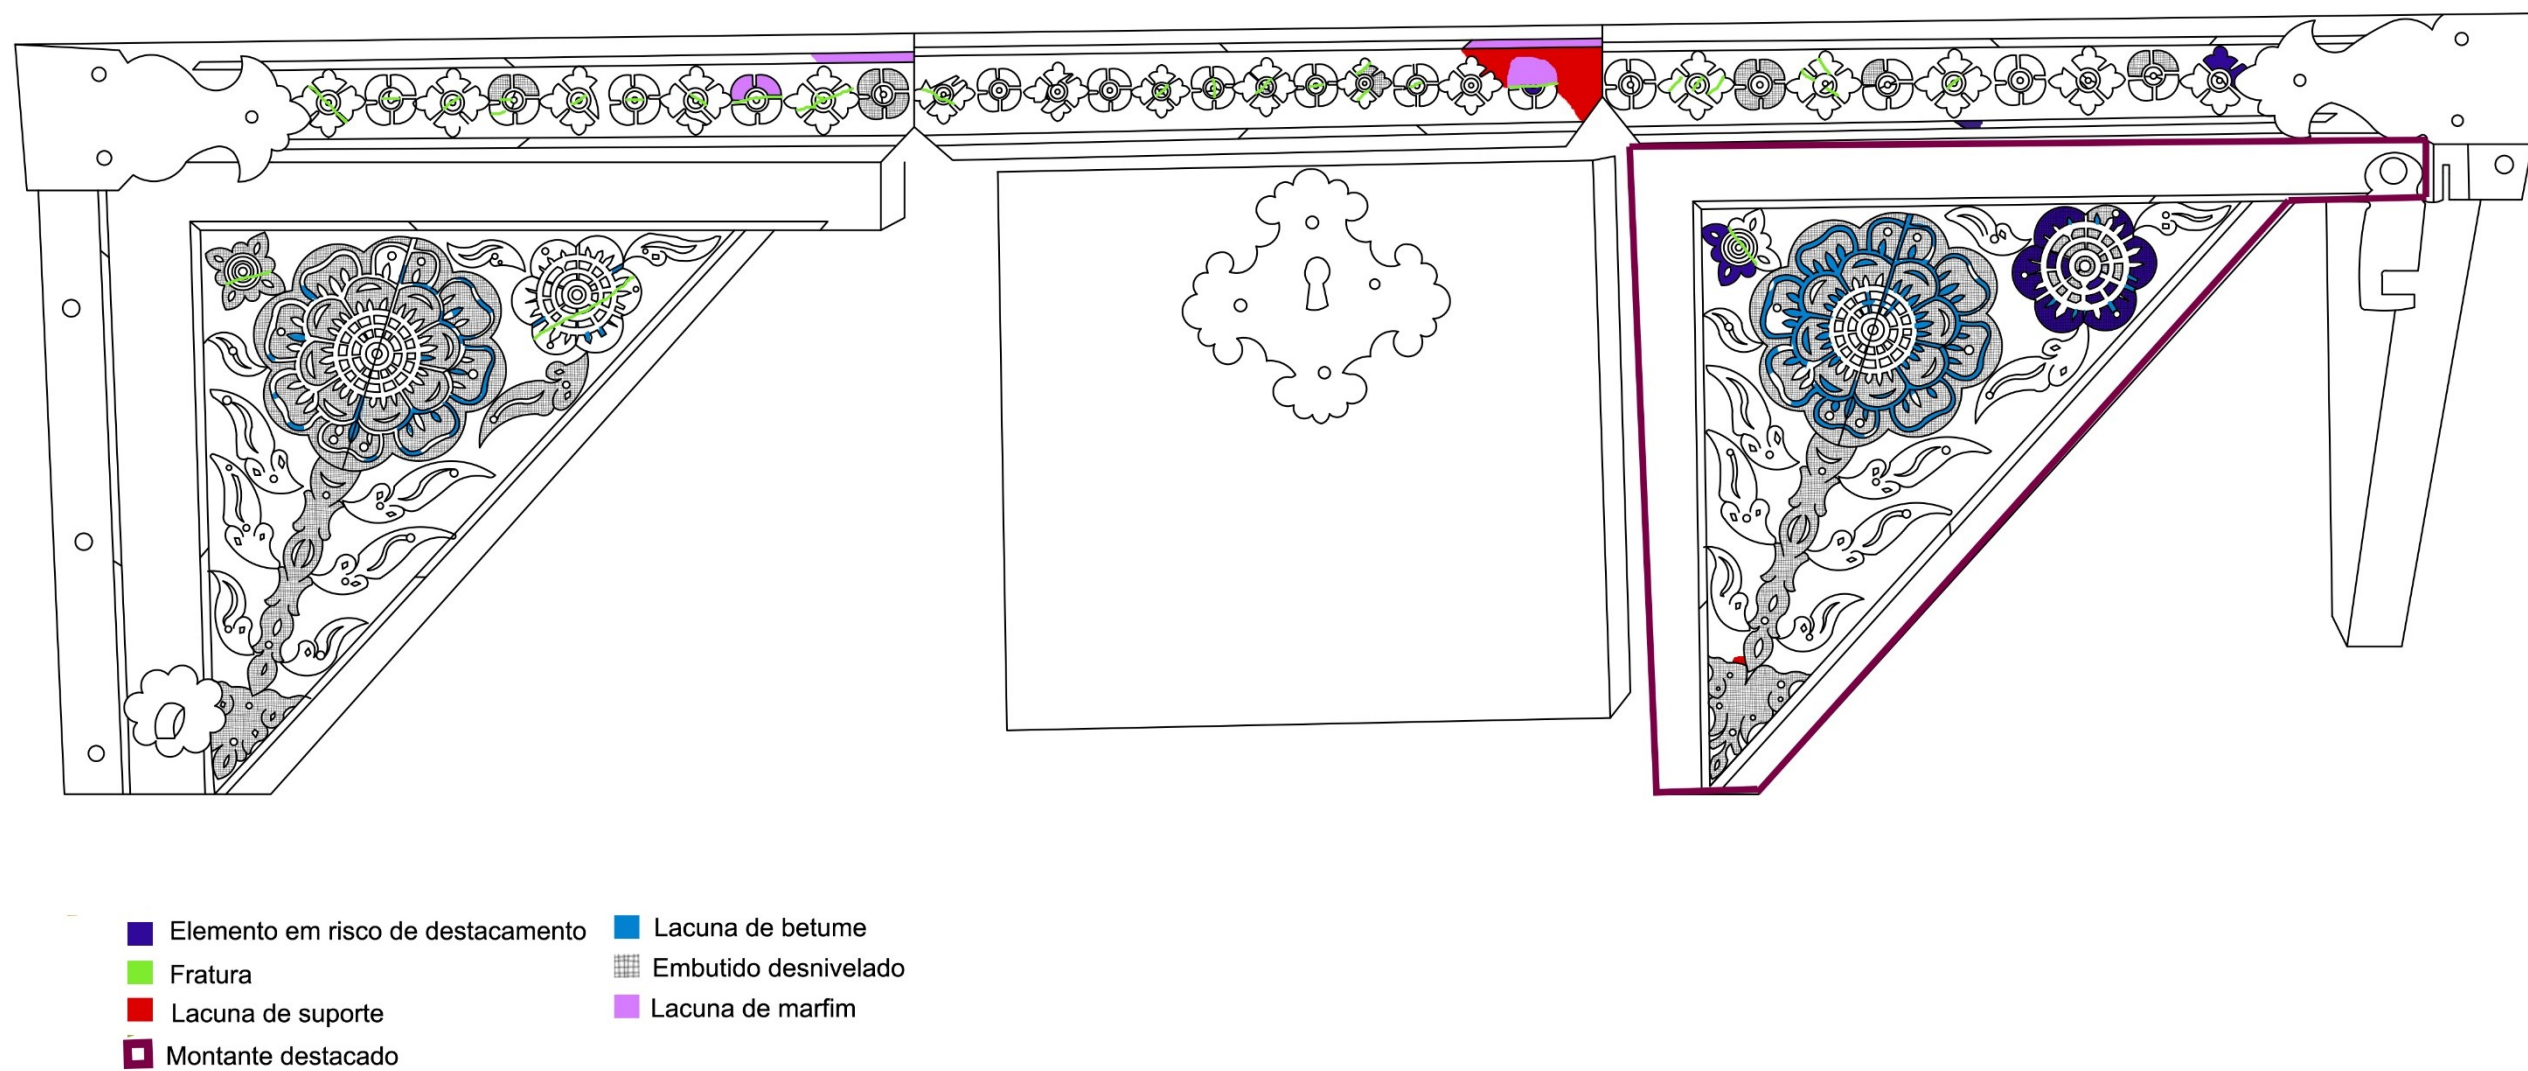 Elemento em risco de destacamento
Fratura
Lacuna de suporte
Montante destacado
Lacuna de betume
Embutido desnivelado
Lacuna de marfim